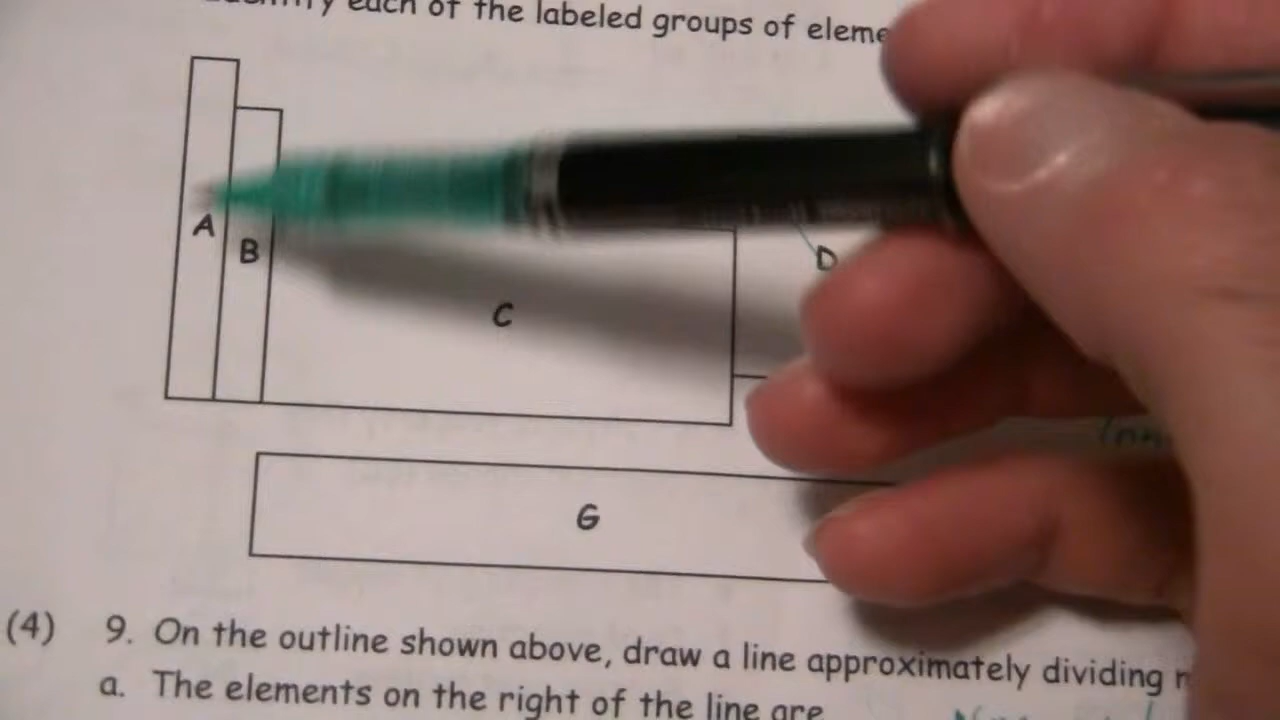 each of the labeled groups of
A
B
C
D
G
(4) 9. On the outline shown above, draw a line approximately dividing
a. The elements on the right of the line are